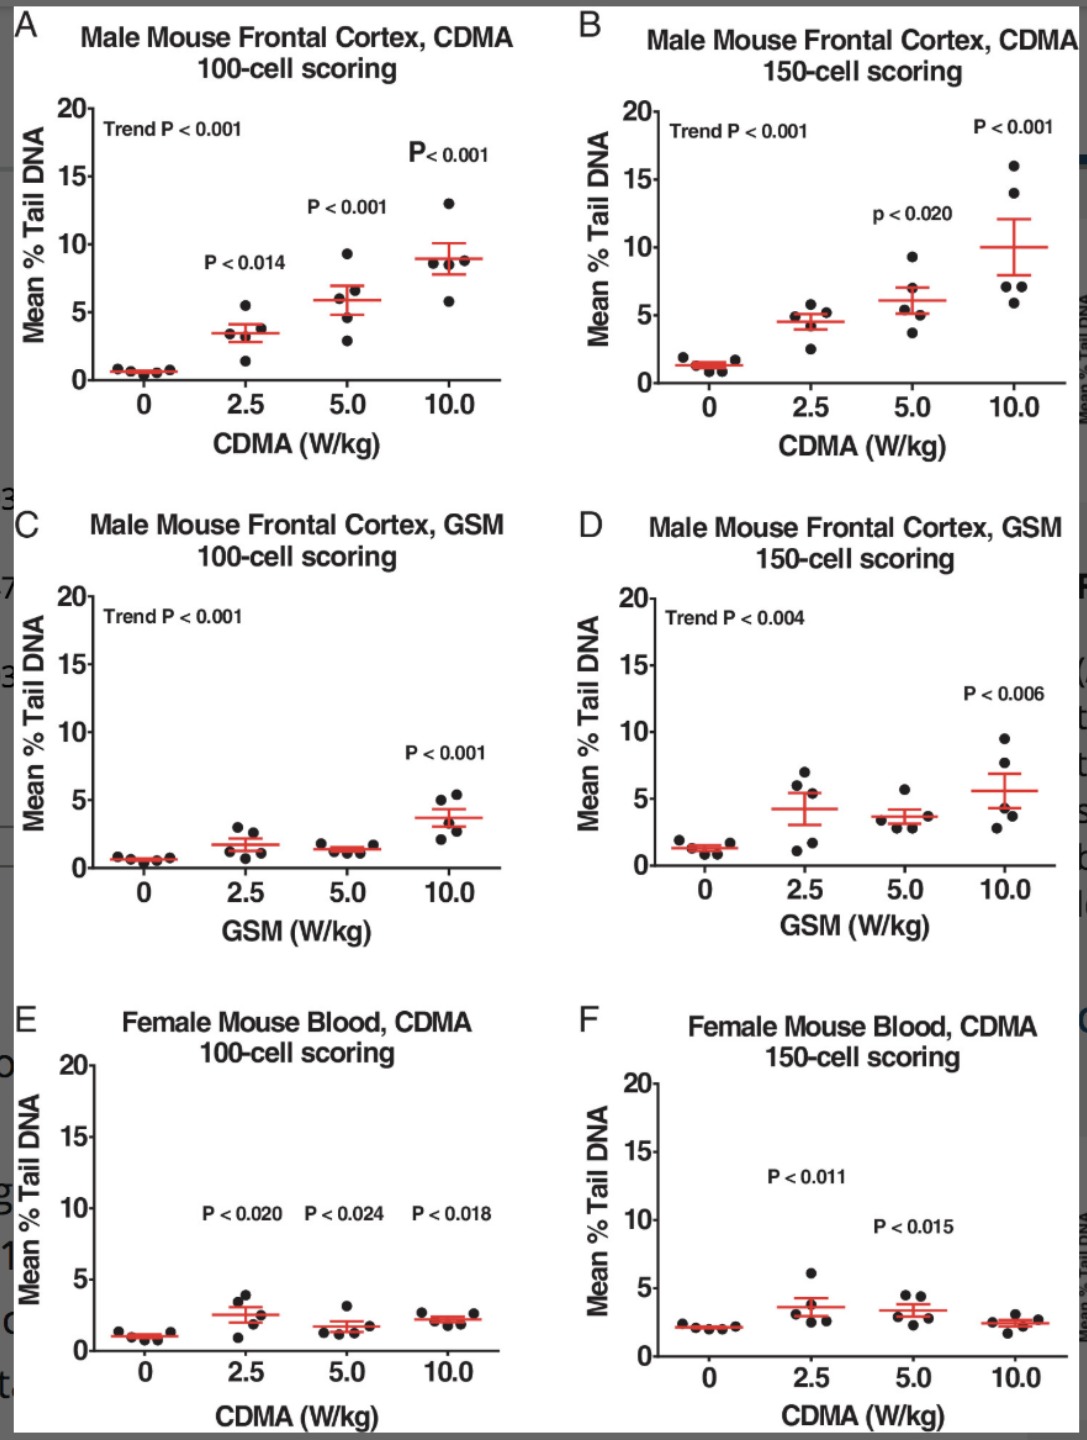 A
Male Mouse Frontal Cortex, CDMA
100-cell scoring
Mean % Tail DNA
20
15
10
5
0
Trend P < 0.001
P < 0.014
P < 0.001
P< 0.001
0 2.5 5.0 10.0
CDMA (W/kg)
B
Male Mouse Frontal Cortex, CDMA
150-cell scoring
Mean % Tail DNA
20
15
10
5
0
Trend P < 0.001
p < 0.020
P < 0.001
0 2.5 5.0 10.0
CDMA (W/kg)
C
Male Mouse Frontal Cortex, GSM
100-cell scoring
Mean % Tail DNA
20
15
10
5
0
Trend P < 0.001
P < 0.001
0 2.5 5.0 10.0
GSM (W/kg)
D
Male Mouse Frontal Cortex, GSM
150-cell scoring
Mean % Tail DNA
20
15
10
5
0
Trend P < 0.004
P < 0.006
0 2.5 5.0 10.0
GSM (W/kg)
E
Female Mouse Blood, CDMA
100-cell scoring
Mean % Tail DNA
20
15
10
5
0
P < 0.020 P < 0.024 P < 0.018
0 2.5 5.0 10.0
CDMA (W/kg)
F
Female Mouse Blood, CDMA
150-cell scoring
Mean % Tail DNA
20
15
10
5
0
P < 0.011
P < 0.015
0 2.5 5.0 10.0
CDMA (W/kg)